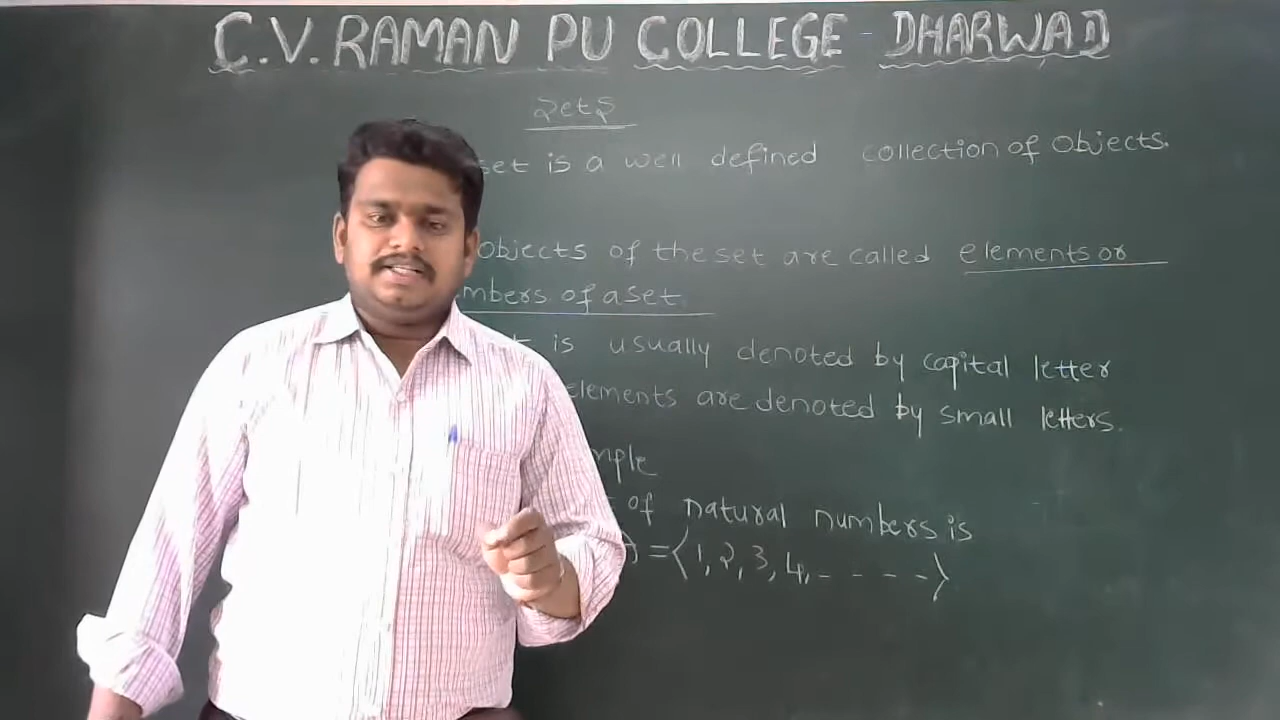 C.V. RAMAN PU COLLEGE - DHARWAD
Sets
set is a well defined collection of objects.
objects of the set are called elements or
mbers of a set.
is usually denoted by capital letter
elements are denoted by small letters.
mple
of natural numbers is
= {1, 2, 3, 4, - - - - -}